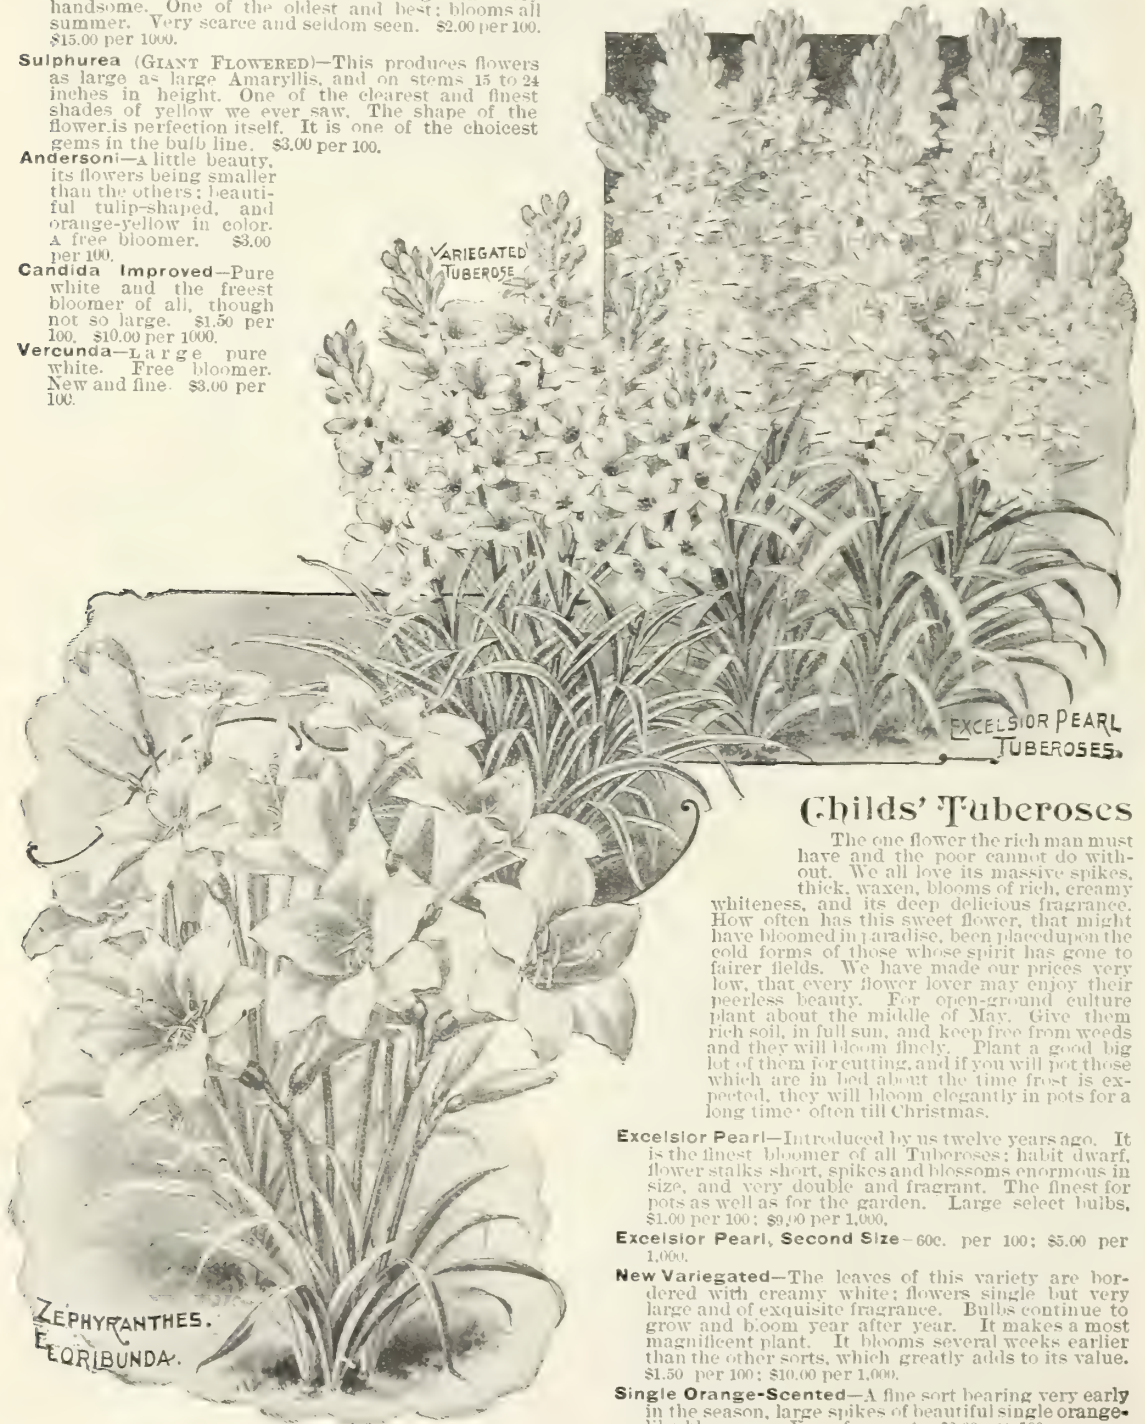 handsome. One of the oldest and best; blooms all
summer. Very scarce and seldom seen. $2.00 per 100.
$15.00 per 1000.
Sulphurea (GIANT FLOWERED)—This produces flowers
as large as large Amaryllis, and on stems 15 to 24
inches in height. One of the clearest and finest
shades of yellow we ever saw. The shape of the
flower is perfection itself. It is one of the choicest
gems in the bulb line. $3.00 per 100.
Andersoni—A little beauty,
its flowers being smaller
than the others; beauti-
ful tulip-shaped, and
orange-yellow in color.
A free bloomer. $3.00
per 100.
Candida Improved—Pure
white and the freest
bloomer of all, though
not so large. $1.50 per
100. $10.00 per 1000.
Vercunda—Large pure
white. Free bloomer.
New and fine. $3.00 per
100.
VARIEGATED
TUBEROSE
EXCELSIOR PEARL
TUBEROSES.
ZEPHYRANTHES.
FLORIBUNDA.
Childs' Tuberoses
The one flower the rich man must
have and the poor cannot do with-
out. We all love its massive spikes,
thick, waxen, blooms of rich, creamy
whiteness, and its deep delicious fragrance.
How often has this sweet flower, that might
have bloomed in paradise, been placed upon the
cold forms of those whose spirit has gone to
fairer fields. We have made our prices very
low, that every flower lover may enjoy their
peerless beauty. For open-ground culture
plant about the middle of May. Give them
rich soil, in full sun, and keep free from weeds
and they will bloom finely. Plant a good big
lot of them for cutting, and if you will pot those
which are in bed about the time frost is ex-
pected, they will bloom elegantly in pots for a
long time; often till Christmas.
Excelsior Pearl—Introduced by us twelve years ago. It
is the finest bloomer of all Tuberoses; habit dwarf,
flower stalks short, spikes and blossoms enormous in
size, and very double and fragrant. The finest for
pots as well as for the garden. Large select bulbs,
$1.00 per 100; $9.00 per 1,000.
Excelsior Pearl, Second Size—60c. per 100; $5.00 per
1,000.
New Variegated—The leaves of this variety are bor-
dered with creamy white; flowers single but very
large and of exquisite fragrance. Bulbs continue to
grow and bloom year after year. It makes a most
magnificent plant. It blooms several weeks earlier
than the other sorts, which greatly adds to its value.
$1.50 per 100; $10.00 per 1,000.
Single Orange-Scented—A fine sort bearing very early
in the season, large spikes of beautiful single orange-